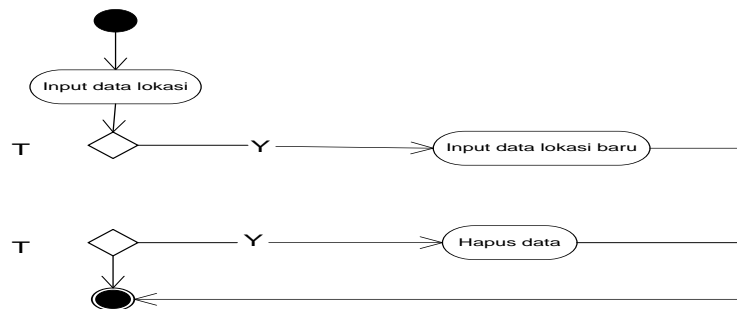 Input data lokasi
T
Y
Input data lokasi baru
T
Y
Hapus data